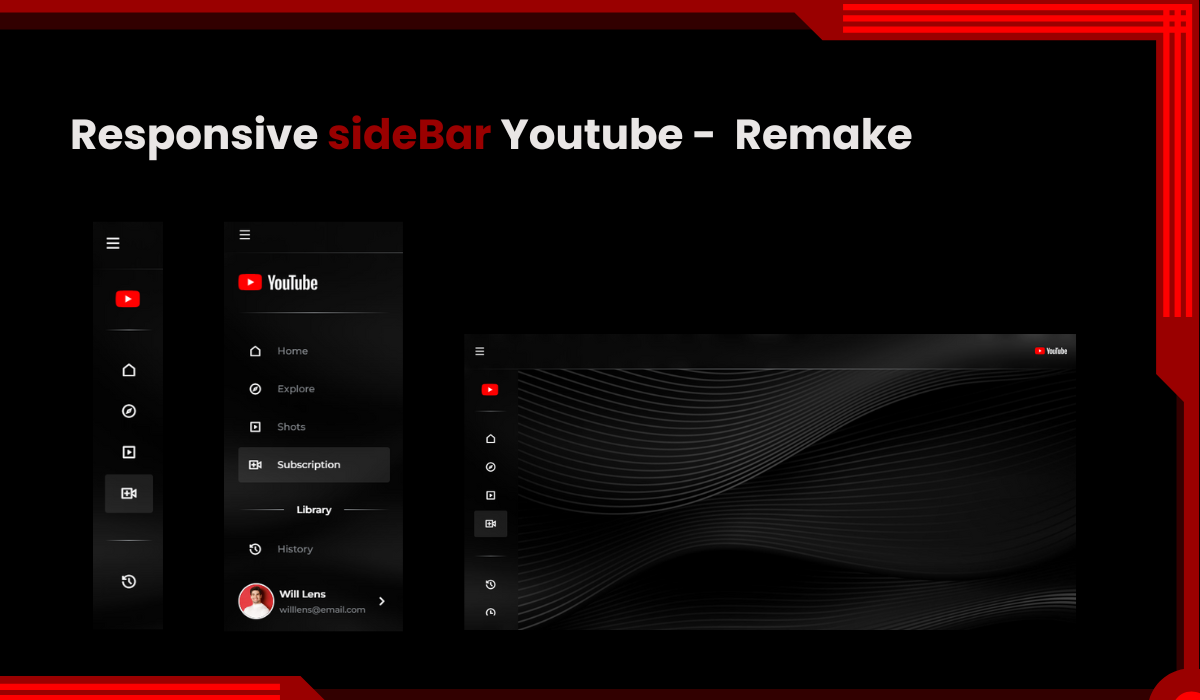 Responsive sideBar Youtube - Remake
YouTube
Home
Explore
Shots
Subscription
Library
History
Will Lens
willlens@email.com
YouTube